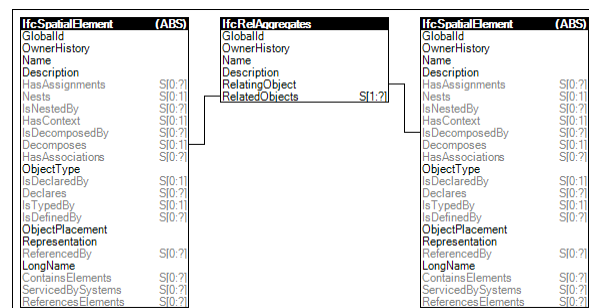 IfcSpatialElement (ABS)
GlobalId
OwnerHistory
Name
Description
HasAssignments S[0:?]
Nests S[0:1]
IsNestedBy S[0:?]
HasContext S[0:1]
IsDecomposedBy S[0:?]
Decomposes S[0:1]
HasAssociations S[0:?]
ObjectType
IsDeclaredBy S[0:1]
Declares S[0:?]
IsTypedBy S[0:1]
IsDefinedBy S[0:?]
ObjectPlacement
Representation
ReferencedBy S[0:?]
LongName
ContainsElements S[0:?]
ServicedBySystems S[0:?]
ReferencesElements S[0:?]
IfcRelAggregates
GlobalId
OwnerHistory
Name
Description
RelatingObject
RelatedObjects S[1:?]
IfcSpatialElement (ABS)
GlobalId
OwnerHistory
Name
Description
HasAssignments S[0:?]
Nests S[0:1]
IsNestedBy S[0:?]
HasContext S[0:1]
IsDecomposedBy S[0:?]
Decomposes S[0:1]
HasAssociations S[0:?]
ObjectType
IsDeclaredBy S[0:1]
Declares S[0:?]
IsTypedBy S[0:1]
IsDefinedBy S[0:?]
ObjectPlacement
Representation
ReferencedBy S[0:?]
LongName
ContainsElements S[0:?]
ServicedBySystems S[0:?]
ReferencesElements S[0:?]